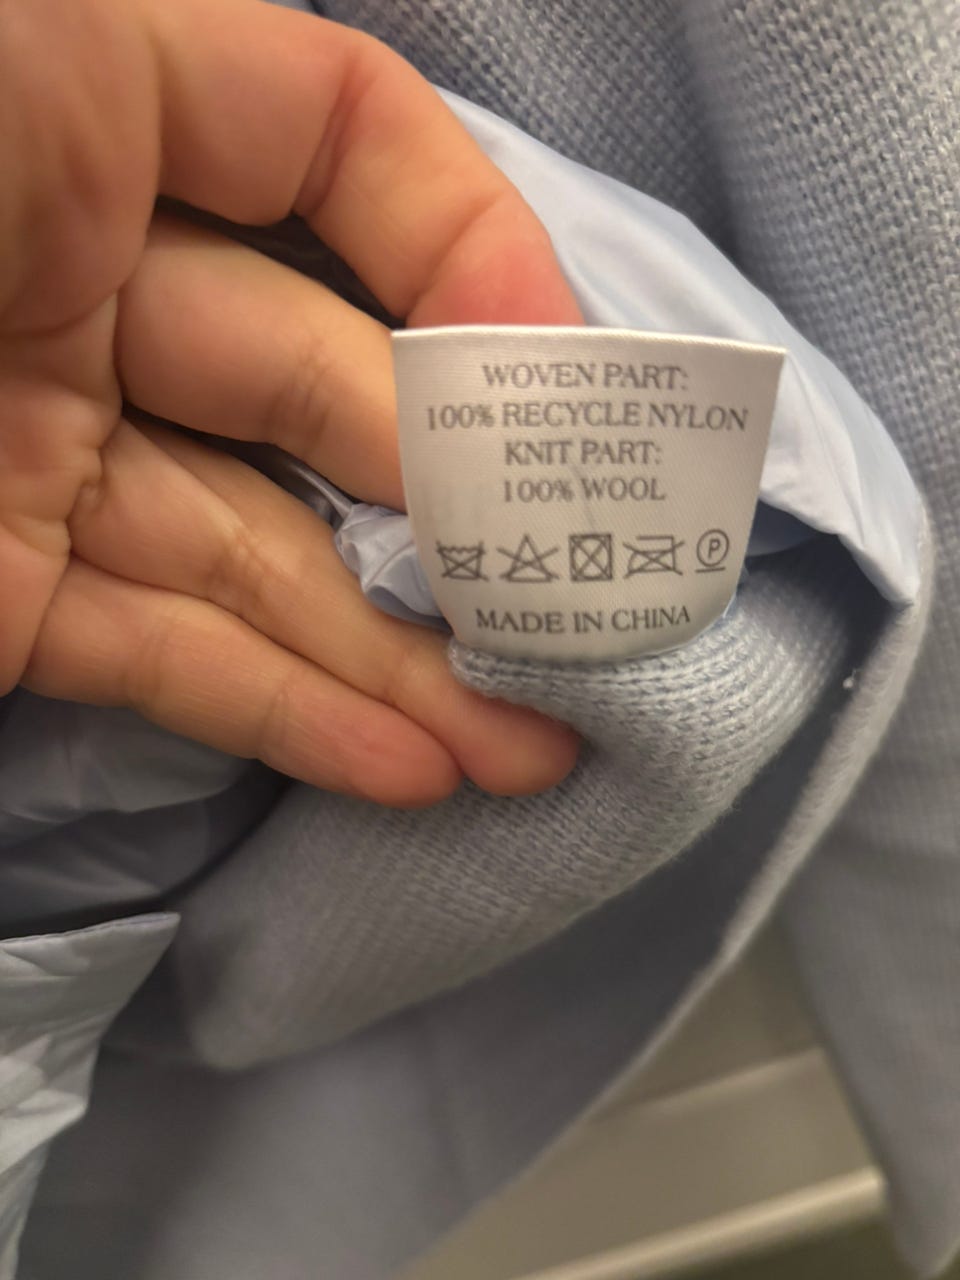 WOVEN PART:
100% RECYCLE NYLON
KNIT PART:
100% WOOL
P
MADE IN CHINA